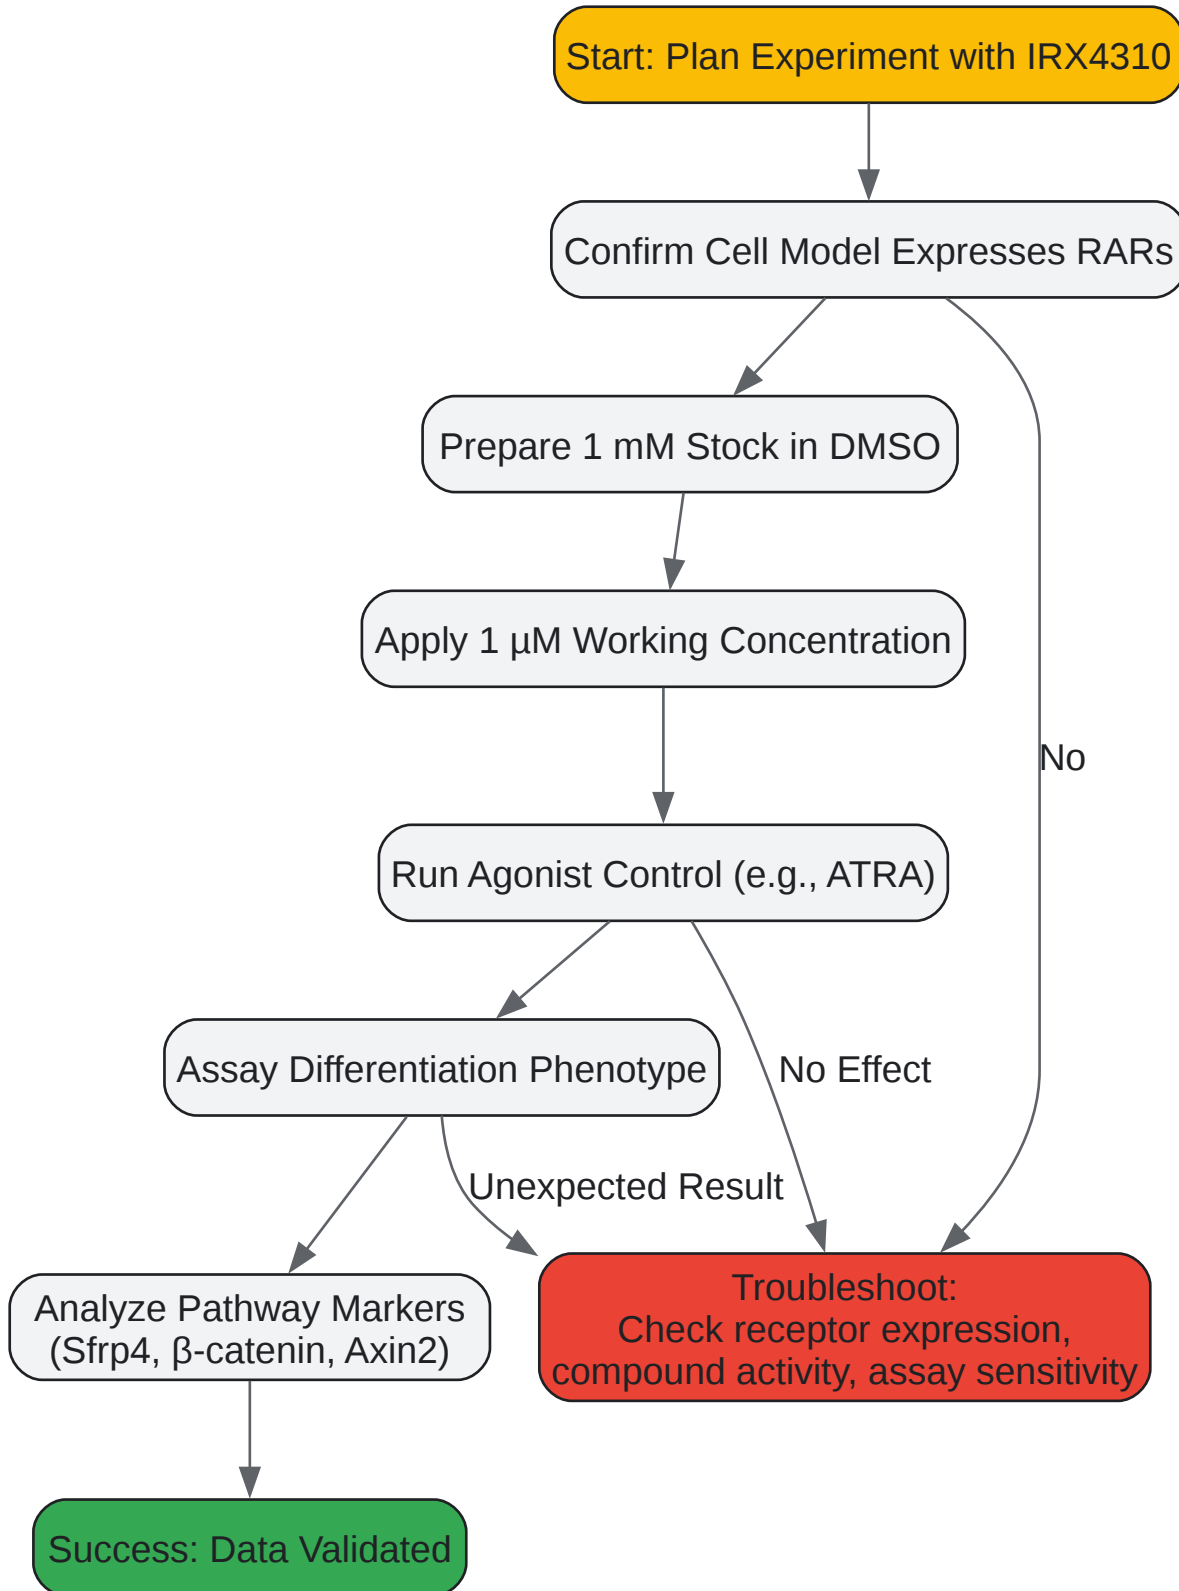 Start: Plan Experiment with IRX4310
Confirm Cell Model Expresses RARs
Prepare 1 mM Stock in DMSO
Apply 1 µM Working Concentration
No
Run Agonist Control (e.g., ATRA)
Assay Differentiation Phenotype
No Effect
Unexpected Result
Analyze Pathway Markers
(Sfrp4, β-catenin, Axin2)
Troubleshoot:
Check receptor expression,
compound activity, assay sensitivity
Success: Data Validated